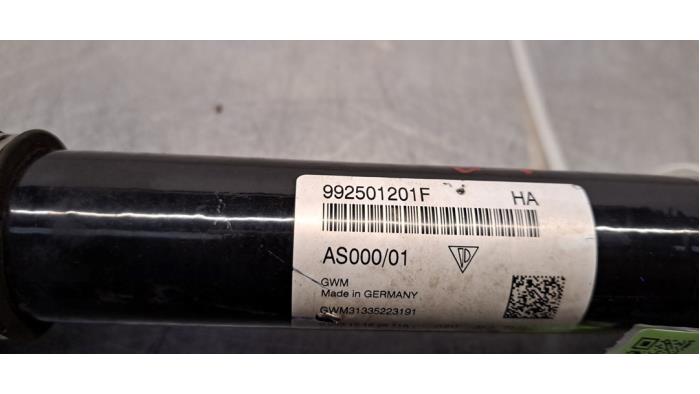 992501201F HA
AS000/01
GWM
Made in GERMANY
GWM31335223191